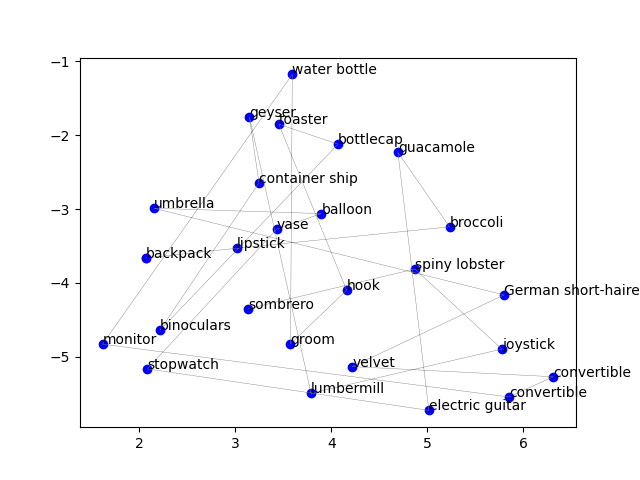 −1
water bottle
geyser
toaster
−2
bottlecap
guacamole
container ship
−3
umbrella
balloon
vase
broccoli
lipstick
backpack
spiny lobster
−4
hook
German short-haire
sombrero
binoculars
monitor
groom
joystick
−5
stopwatch
velvet
convertible
lumbermill
convertible
electric guitar
2 3 4 5 6